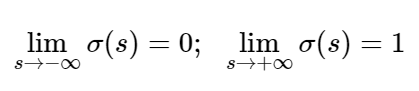 lim σ(s) = 0; lim σ(s) = 1
s→−∞ s→+∞